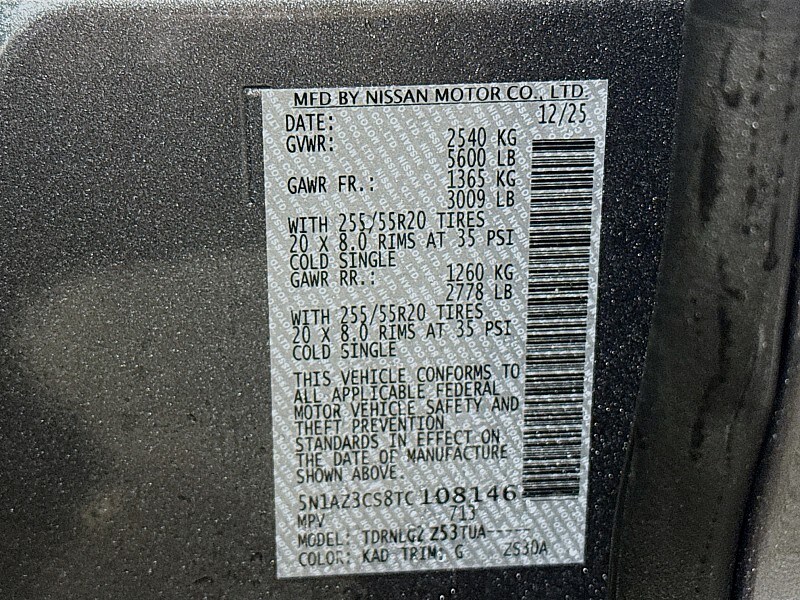 MFD BY NISSAN MOTOR CO., LTD.
DATE: 12/25
GVWR: 2540 KG
5600 LB
GAWR FR.: 1365 KG
3009 LB
WITH 255/55R20 TIRES
20 X 8.0 RIMS AT 35 PSI
COLD SINGLE
GAWR RR.: 1260 KG
2778 LB
WITH 255/55R20 TIRES
20 X 8.0 RIMS AT 35 PSI
COLD SINGLE
THIS VEHICLE CONFORMS TO
ALL APPLICABLE FEDERAL
MOTOR VEHICLE SAFETY AND
THEFT PREVENTION
STANDARDS IN EFFECT ON
THE DATE OF MANUFACTURE
SHOWN ABOVE.
5N1AZ3CS8TC108146
MPV 713
MODEL: TDRNLG2 Z53TUA-----
COLOR: KAD TRIM: G ZS30A